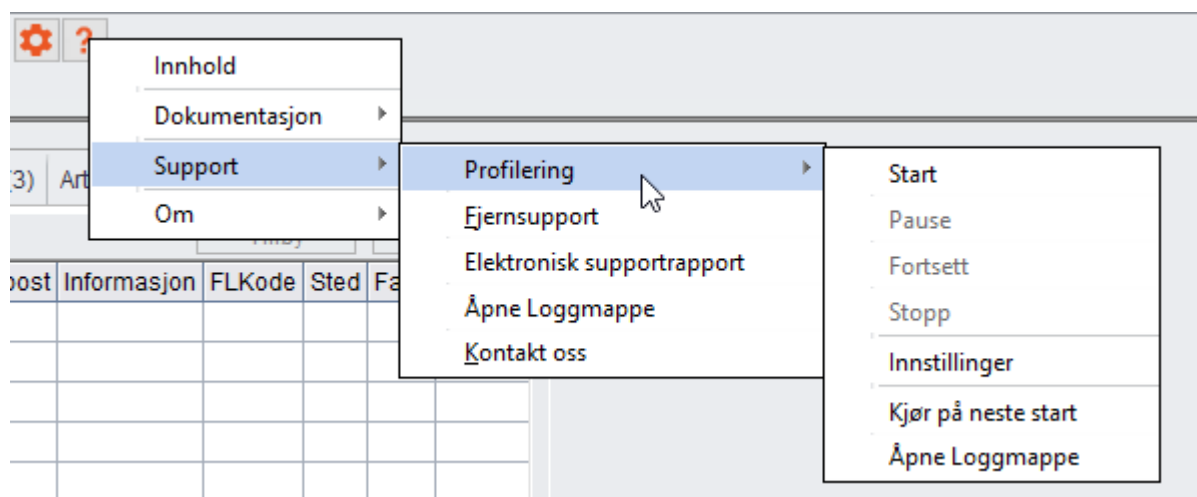 ?
Innhold
Dokumentasjon
Support
Om
Profilering
Fjernsupport
Elektronisk supportrapport
Åpne Loggmappe
Kontakt oss
Start
Pause
Fortsett
Stopp
Innstillinger
Kjør på neste start
Åpne Loggmappe
3) Art
post Informasjon FLKode Sted Fa